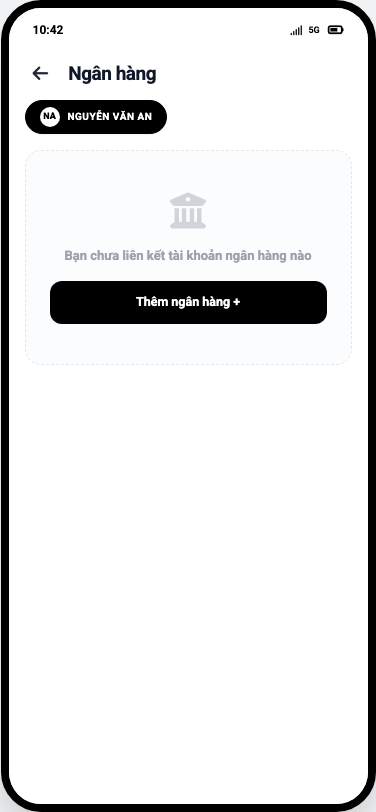 10:42
5G
Ngân hàng
NA
NGUYỄN VĂN AN
Bạn chưa liên kết tài khoản ngân hàng nào
Thêm ngân hàng +